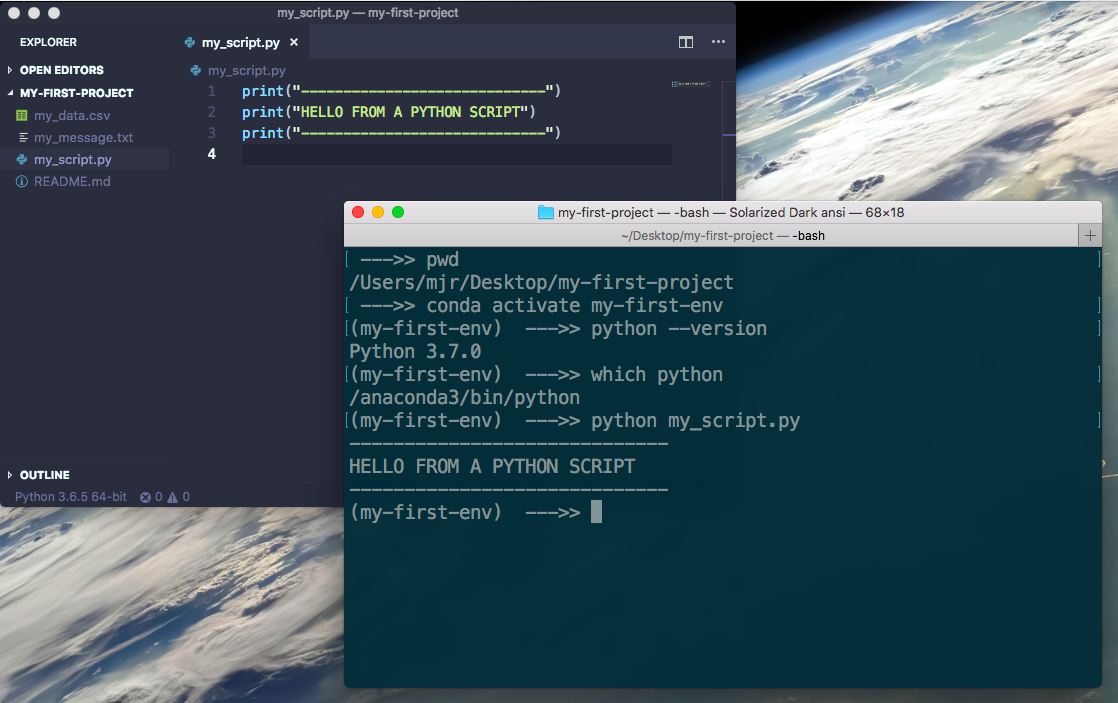 my_script.py — my-first-project
EXPLORER
my_script.py ×
OPEN EDITORS
MY-FIRST-PROJECT
my_data.csv
my_message.txt
my_script.py
README.md
my_script.py
1 print("-----------------------------")
2 print("HELLO FROM A PYTHON SCRIPT")
3 print("-----------------------------")
4
OUTLINE
Python 3.6.5 64-bit 0 0
my-first-project — -bash — Solarized Dark ansi — 68×18
~/Desktop/my-first-project — -bash
[ --->> pwd ]
/Users/mjr/Desktop/my-first-project
[ --->> conda activate my-first-env ]
[(my-first-env) --->> python --version ]
Python 3.7.0
[(my-first-env) --->> which python ]
/anaconda3/bin/python
[(my-first-env) --->> python my_script.py ]
-----------------------------
HELLO FROM A PYTHON SCRIPT
-----------------------------
(my-first-env) --->>